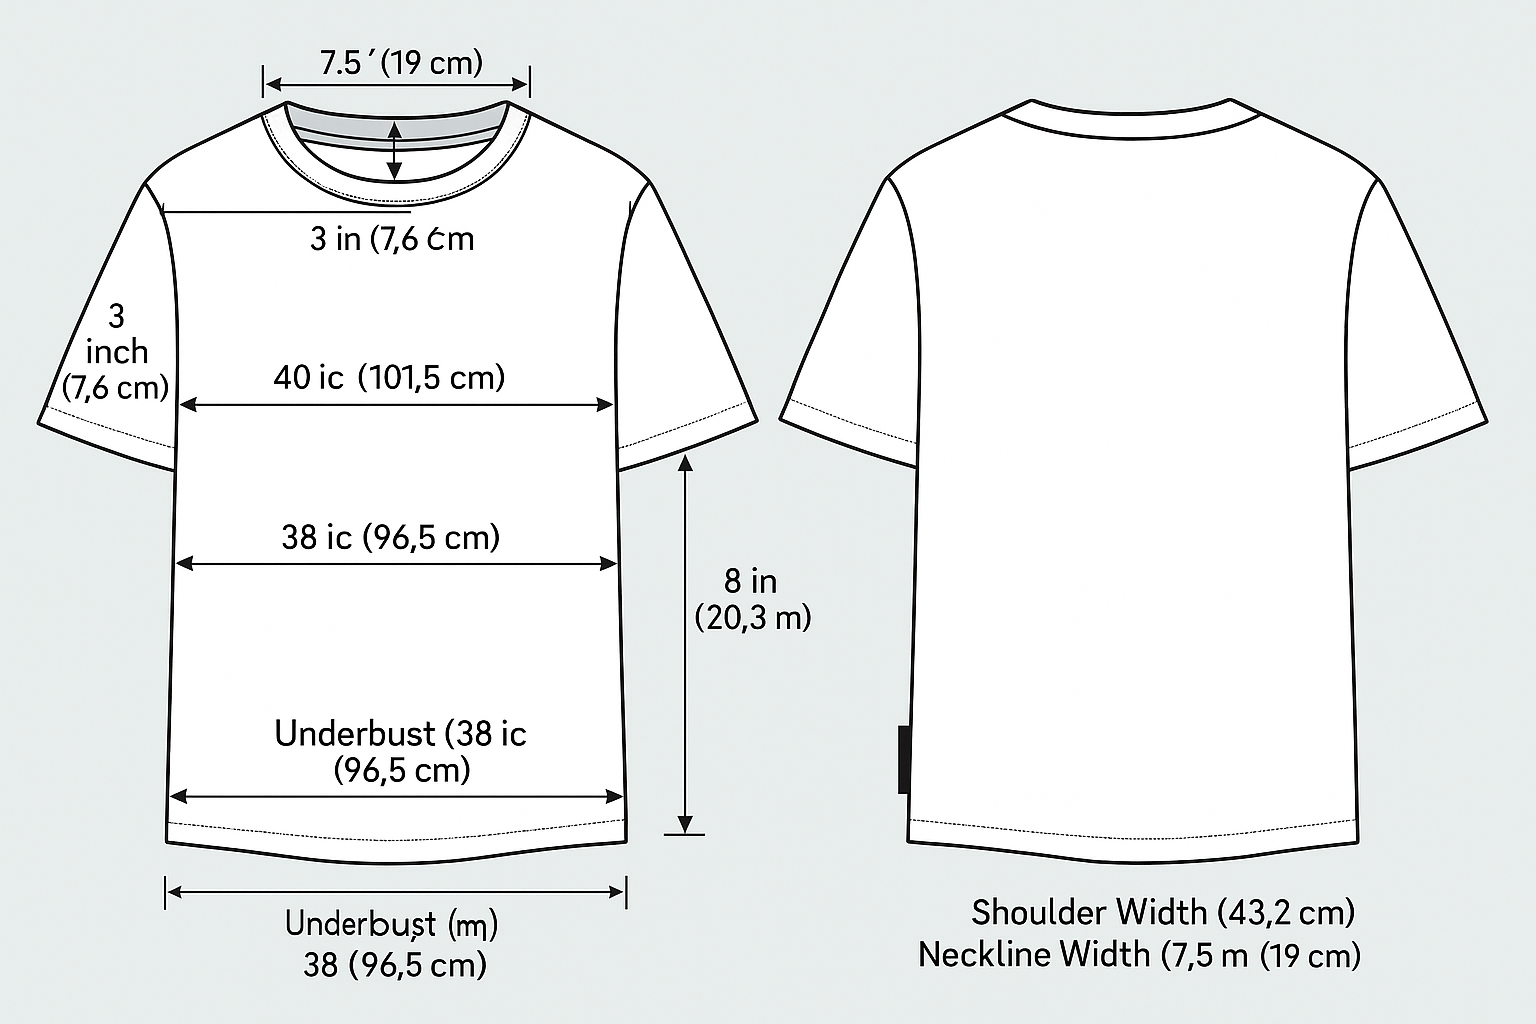 7.5 ′ (19 cm)
3 in (7,6 cm
3
inch
(7,6 cm)
40 ic (101,5 cm)
38 ic (96,5 cm)
8 in
(20,3 m)
Underbust (38 ic
(96,5 cm)
Underbust (m)
38 (96,5 cm)
Shoulder Width (43,2 cm)
Neckline Width (7,5 m (19 cm)